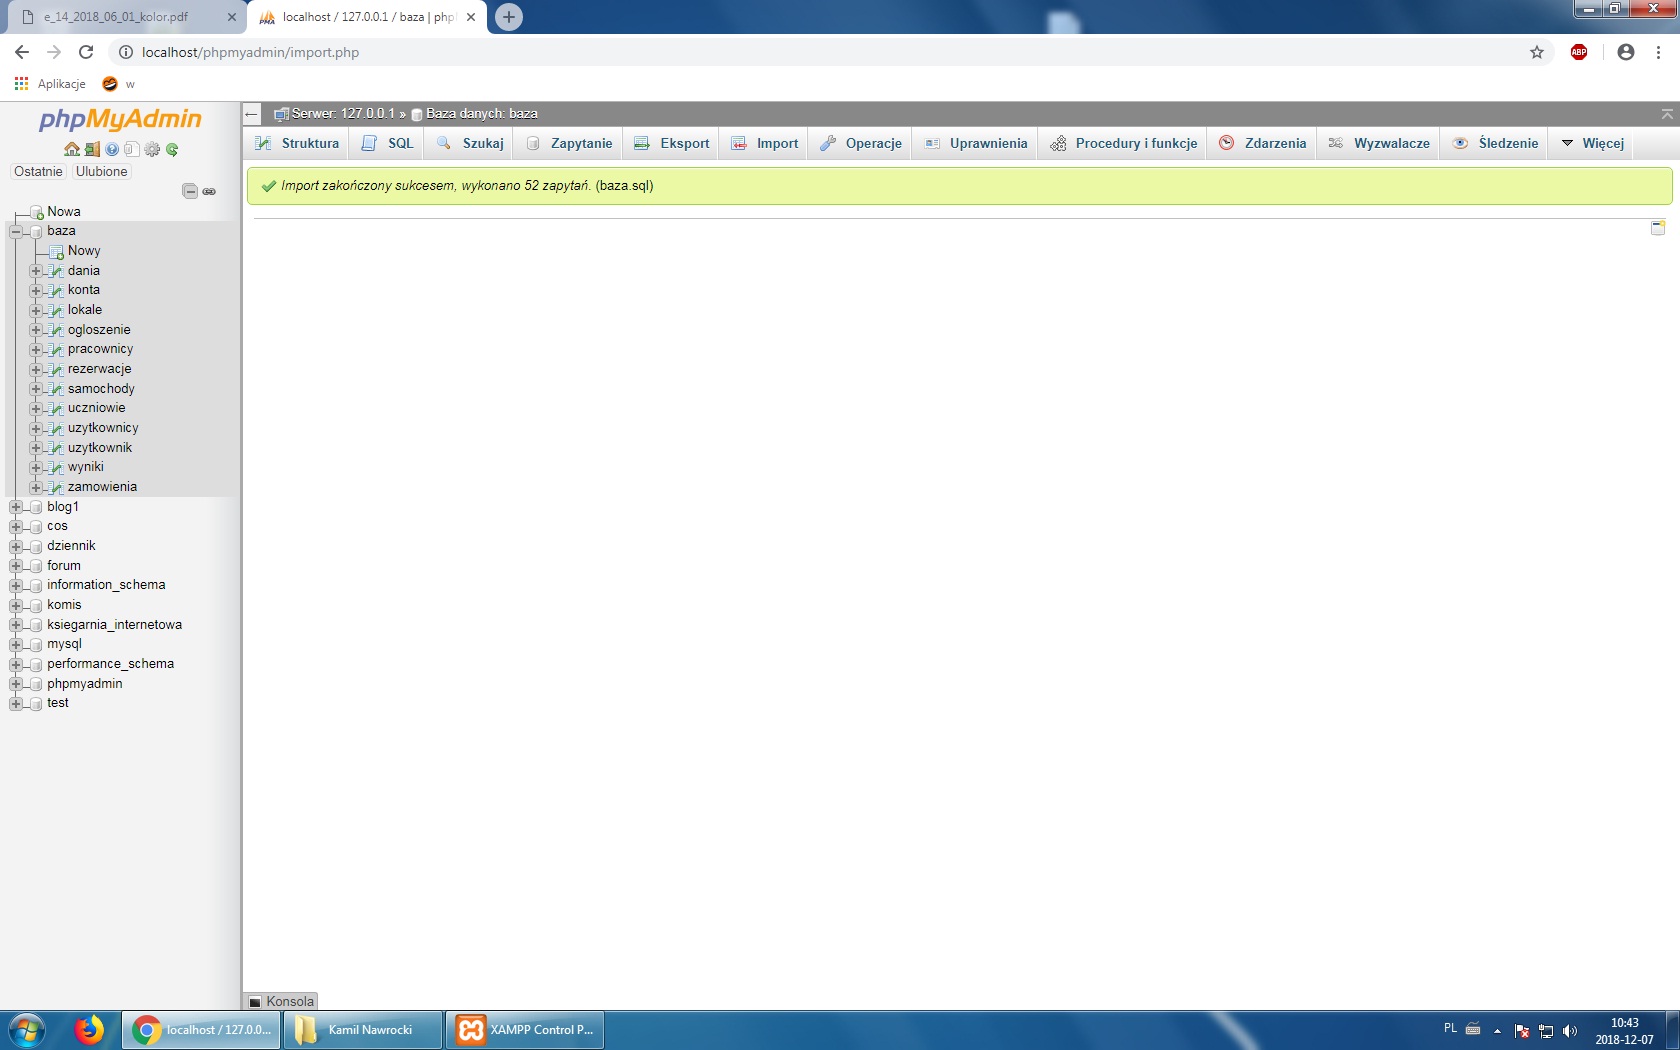 e_14_2018_06_01_kolor.pdf
localhost / 127.0.0.1 / baza | php
localhost/phpmyadmin/import.php
ABP
Aplikacje
w
phpMyAdmin
Ostatnie
Ulubione
Nowa
baza
Nowy
dania
konta
lokale
ogloszenie
pracownicy
rezerwacje
samochody
uczniowie
uzytkownicy
uzytkownik
wyniki
zamowienia
blog1
cos
dziennik
forum
information_schema
komis
ksiegarnia_internetowa
mysql
performance_schema
phpmyadmin
test
Serwer: 127.0.0.1 » Baza danych: baza
Struktura
SQL
Szukaj
Zapytanie
Eksport
Import
Operacje
Uprawnienia
Procedury i funkcje
Zdarzenia
Wyzwalacze
Śledzenie
Więcej
Import zakończony sukcesem, wykonano 52 zapytań. (baza.sql)
Konsola
localhost / 127.0.0...
Kamil Nawrocki
XAMPP Control P...
PL
10:43
2018-12-07